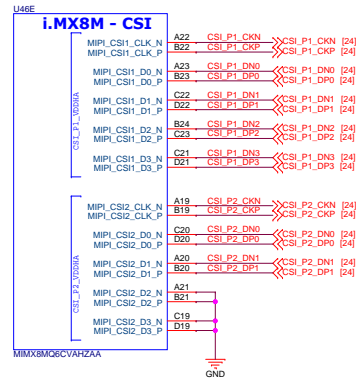 U46E
i.MX8M - CSI
CSI_P1_VDDHA
MIPI_CSI1_CLK_N A22 CSI_P1_CKN CSI_P1_CKN [24]
MIPI_CSI1_CLK_P B22 CSI_P1_CKP CSI_P1_CKP [24]
MIPI_CSI1_D0_N A23 CSI_P1_DN0 CSI_P1_DN0 [24]
MIPI_CSI1_D0_P B23 CSI_P1_DP0 CSI_P1_DP0 [24]
MIPI_CSI1_D1_N C22 CSI_P1_DN1 CSI_P1_DN1 [24]
MIPI_CSI1_D1_P D22 CSI_P1_DP1 CSI_P1_DP1 [24]
MIPI_CSI1_D2_N B24 CSI_P1_DN2 CSI_P1_DN2 [24]
MIPI_CSI1_D2_P C23 CSI_P1_DP2 CSI_P1_DP2 [24]
MIPI_CSI1_D3_N C21 CSI_P1_DN3 CSI_P1_DN3 [24]
MIPI_CSI1_D3_P D21 CSI_P1_DP3 CSI_P1_DP3 [24]
CSI_P2_VDDHA
MIPI_CSI2_CLK_N A19 CSI_P2_CKN CSI_P2_CKN [24]
MIPI_CSI2_CLK_P B19 CSI_P2_CKP CSI_P2_CKP [24]
MIPI_CSI2_D0_N C20 CSI_P2_DN0 CSI_P2_DN0 [24]
MIPI_CSI2_D0_P D20 CSI_P2_DP0 CSI_P2_DP0 [24]
MIPI_CSI2_D1_N A20 CSI_P2_DN1 CSI_P2_DN1 [24]
MIPI_CSI2_D1_P B20 CSI_P2_DP1 CSI_P2_DP1 [24]
MIPI_CSI2_D2_N A21
MIPI_CSI2_D2_P B21
MIPI_CSI2_D3_N C19
MIPI_CSI2_D3_P D19
MIMX8MQ6CVAHZAA
GND